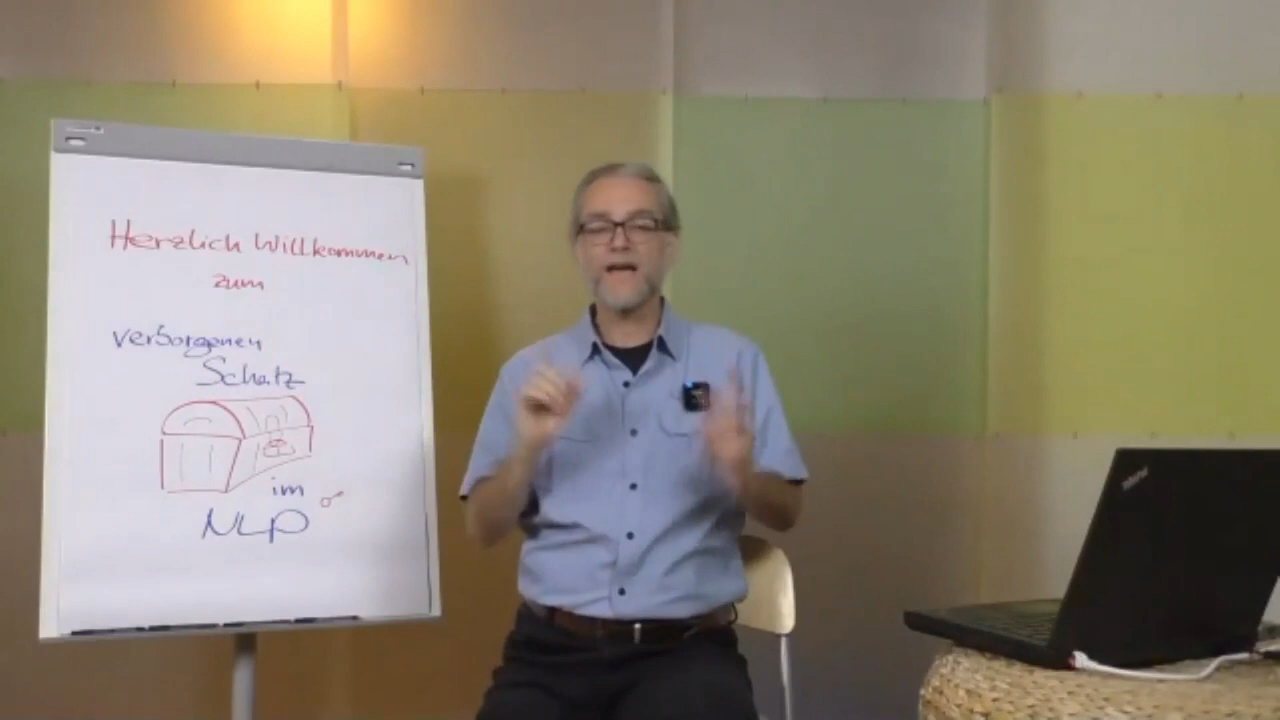 Herzlich Willkommen
zum
verborgenen
Schatz
im
NLP